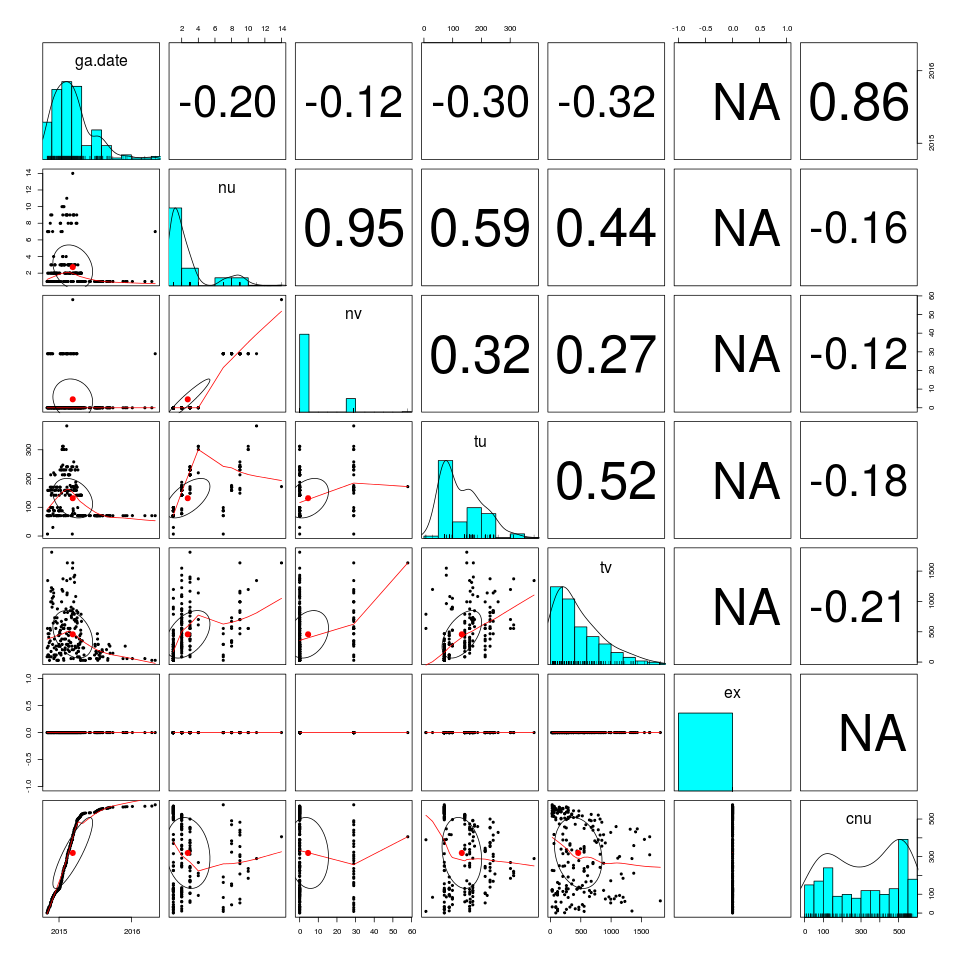 2 4 6 8 10 14
0 100 200 300
-1.0 -0.5 0.0 0.5 1.0
ga.date
-0.20
-0.12
-0.30
-0.32
NA
0.86
2015 2016
2 4 6 8 10 12 14
nu
0.95
0.59
0.44
NA
-0.16
nv
0.32
0.27
NA
-0.12
0 10 20 30 40 50 60
0 100 200 300
tu
0.52
NA
-0.18
tv
NA
-0.21
0 500 1000 1500
-1.0 -0.5 0.0 0.5 1.0
ex
NA
cnu
0 100 300 500
2015 2016
0 10 20 30 40 50 60
0 500 1000 1500
0 100 300 500